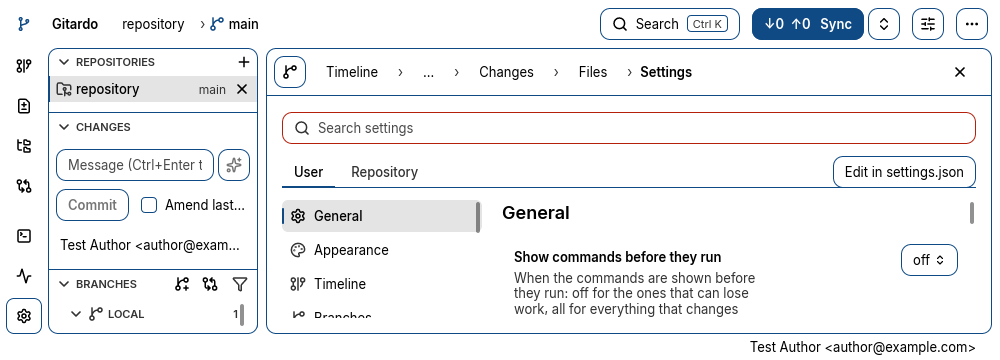 Gitardo repository › main Search Ctrl K ↓0 ↑0 Sync
REPOSITORIES
repository main
CHANGES
Message (Ctrl+Enter t
Commit Amend last...
Test Author <author@exam...
BRANCHES
LOCAL 1
Timeline › ... › Changes › Files › Settings
Search settings
User Repository Edit in settings.json
General
Appearance
Timeline
Branches
General
Show commands before they run
off
When the commands are shown before
they run: off for the ones that can lose
work, all for everything that changes
Test Author <author@example.com>